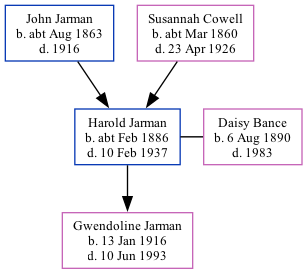 John Jarman
b. abt Aug 1863
d. 1916
Susannah Cowell
b. abt Mar 1860
d. 23 Apr 1926
Harold Jarman
b. abt Feb 1886
d. 10 Feb 1937
Daisy Bance
b. 6 Aug 1890
d. 1983
Gwendoline Jarman
b. 13 Jan 1916
d. 10 Jun 1993